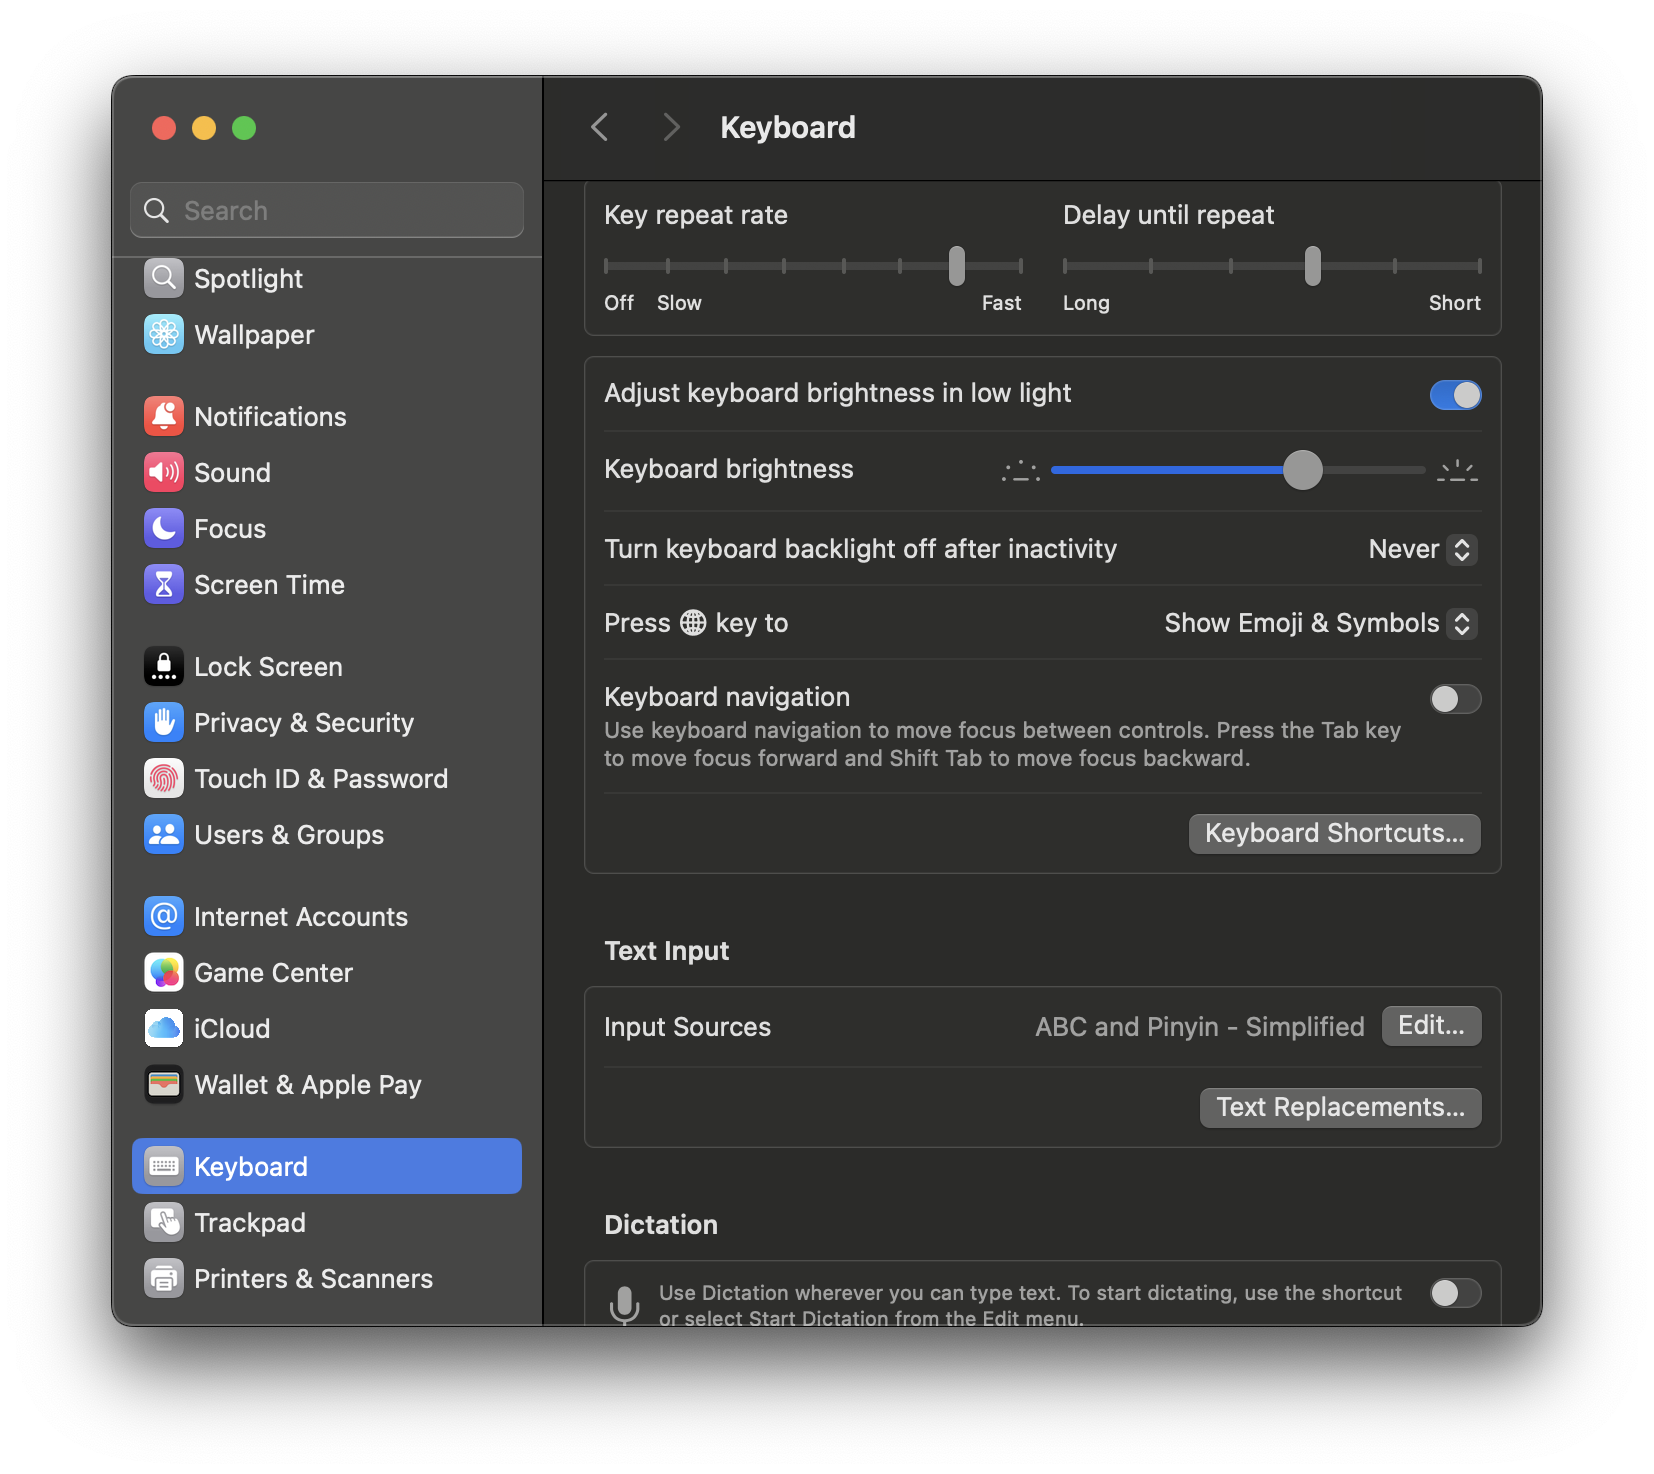 Search
Spotlight
Wallpaper
Notifications
Sound
Focus
Screen Time
Lock Screen
Privacy & Security
Touch ID & Password
Users & Groups
Internet Accounts
Game Center
iCloud
Wallet & Apple Pay
Keyboard
Trackpad
Printers & Scanners
Keyboard
Key repeat rate
Off Slow Fast
Delay until repeat
Long Short
Adjust keyboard brightness in low light
Keyboard brightness
Turn keyboard backlight off after inactivity Never
Press 🌐 key to Show Emoji & Symbols
Keyboard navigation
Use keyboard navigation to move focus between controls. Press the Tab key
to move focus forward and Shift Tab to move focus backward.
Keyboard Shortcuts...
Text Input
Input Sources ABC and Pinyin - Simplified Edit...
Text Replacements...
Dictation
Use Dictation wherever you can type text. To start dictating, use the shortcut
or select Start Dictation from the Edit menu.